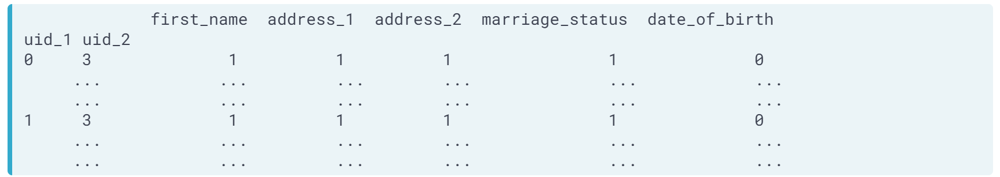 first_name address_1 address_2 marriage_status date_of_birth
uid_1 uid_2
0 3 1 1 1 1 0
... ... ... ... ... ...
... ... ... ... ... ...
1 3 1 1 1 1 0
... ... ... ... ... ...
... ... ... ... ... ...